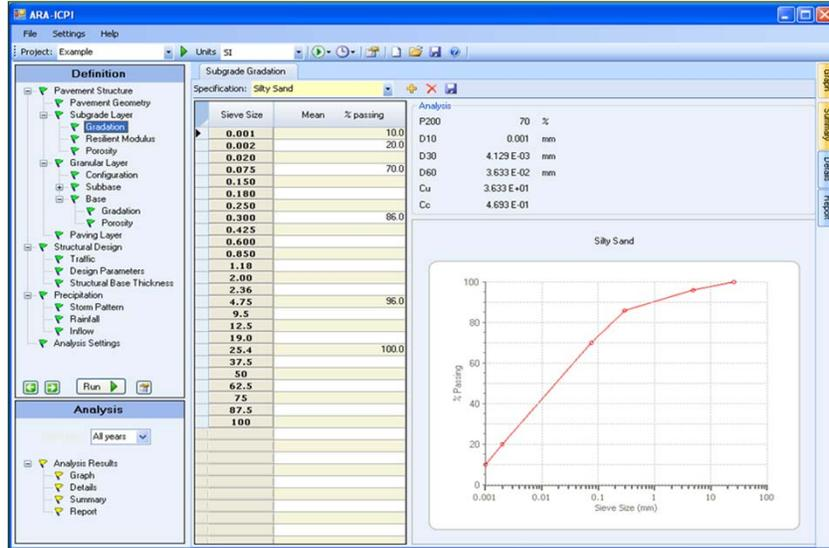 ARA-ICPI
File Settings Help
Project: Example Units SI
Definition
Pavement Structure
Pavement Geometry
Subgrade Layer
Gradation
Resilient Modulus
Porosity
Granular Layer
Configuration
Subbase
Base
Gradation
Porosity
Paving Layer
Structural Design
Traffic
Design Parameters
Structural Base Thickness
Precipitation
Storm Pattern
Rainfall
Inflow
Analysis Settings
Run
Analysis
All years
Analysis Results
Graph
Details
Summary
Report
Subgrade Gradation
Specification: Silty Sand
Sieve Size Mean % passing
0.001 10.0
0.002 20.0
0.020
0.075 70.0
0.150
0.180
0.250
0.300 86.0
0.425
0.600
0.850
1.18
2.00
2.36
4.75 96.0
9.5
12.5
19.0
25.4 100.0
37.5
50
62.5
75
87.5
100
Analysis
P200 70 %
D10 0.001 mm
D30 4.129 E-03 mm
D60 3.633 E-02 mm
Cu 3.633 E+01
Cc 4.693 E-01
Silty Sand
100
80
60
40
20
0
% Passing
0.001 0.01 0.1 1 10 100
Sieve Size (mm)
Graph
Summary
Details
Report